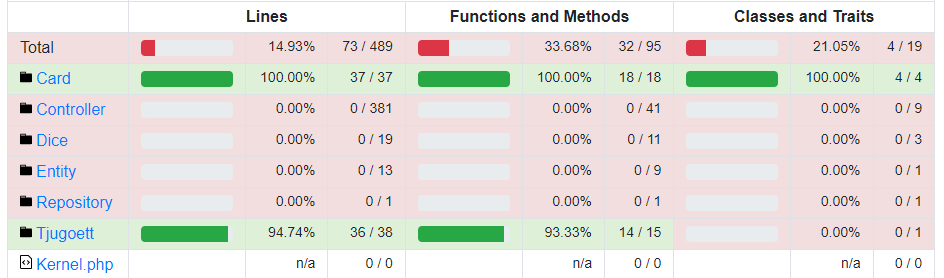 Lines Functions and Methods Classes and Traits
Total 14.93% 73 / 489 33.68% 32 / 95 21.05% 4 / 19
Card 100.00% 37 / 37 100.00% 18 / 18 100.00% 4 / 4
Controller 0.00% 0 / 381 0.00% 0 / 41 0.00% 0 / 9
Dice 0.00% 0 / 19 0.00% 0 / 11 0.00% 0 / 3
Entity 0.00% 0 / 13 0.00% 0 / 9 0.00% 0 / 1
Repository 0.00% 0 / 1 0.00% 0 / 1 0.00% 0 / 1
Tjugoett 94.74% 36 / 38 93.33% 14 / 15 0.00% 0 / 1
Kernel.php n/a 0 / 0 n/a 0 / 0 n/a 0 / 0